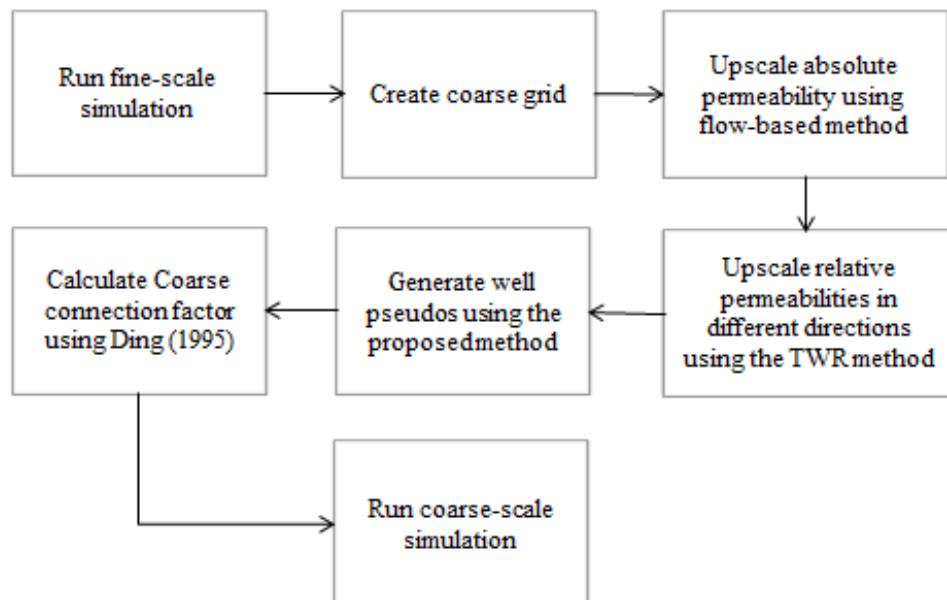 Run fine-scale
simulation
Create coarse grid
Upscale absolute
permeability using
flow-based method
Upscale relative
permeabilities in
different directions
using the TWR method
Generate well
pseudos using the
proposed method
Calculate Coarse
connection factor
using Ding (1995)
Run coarse-scale
simulation